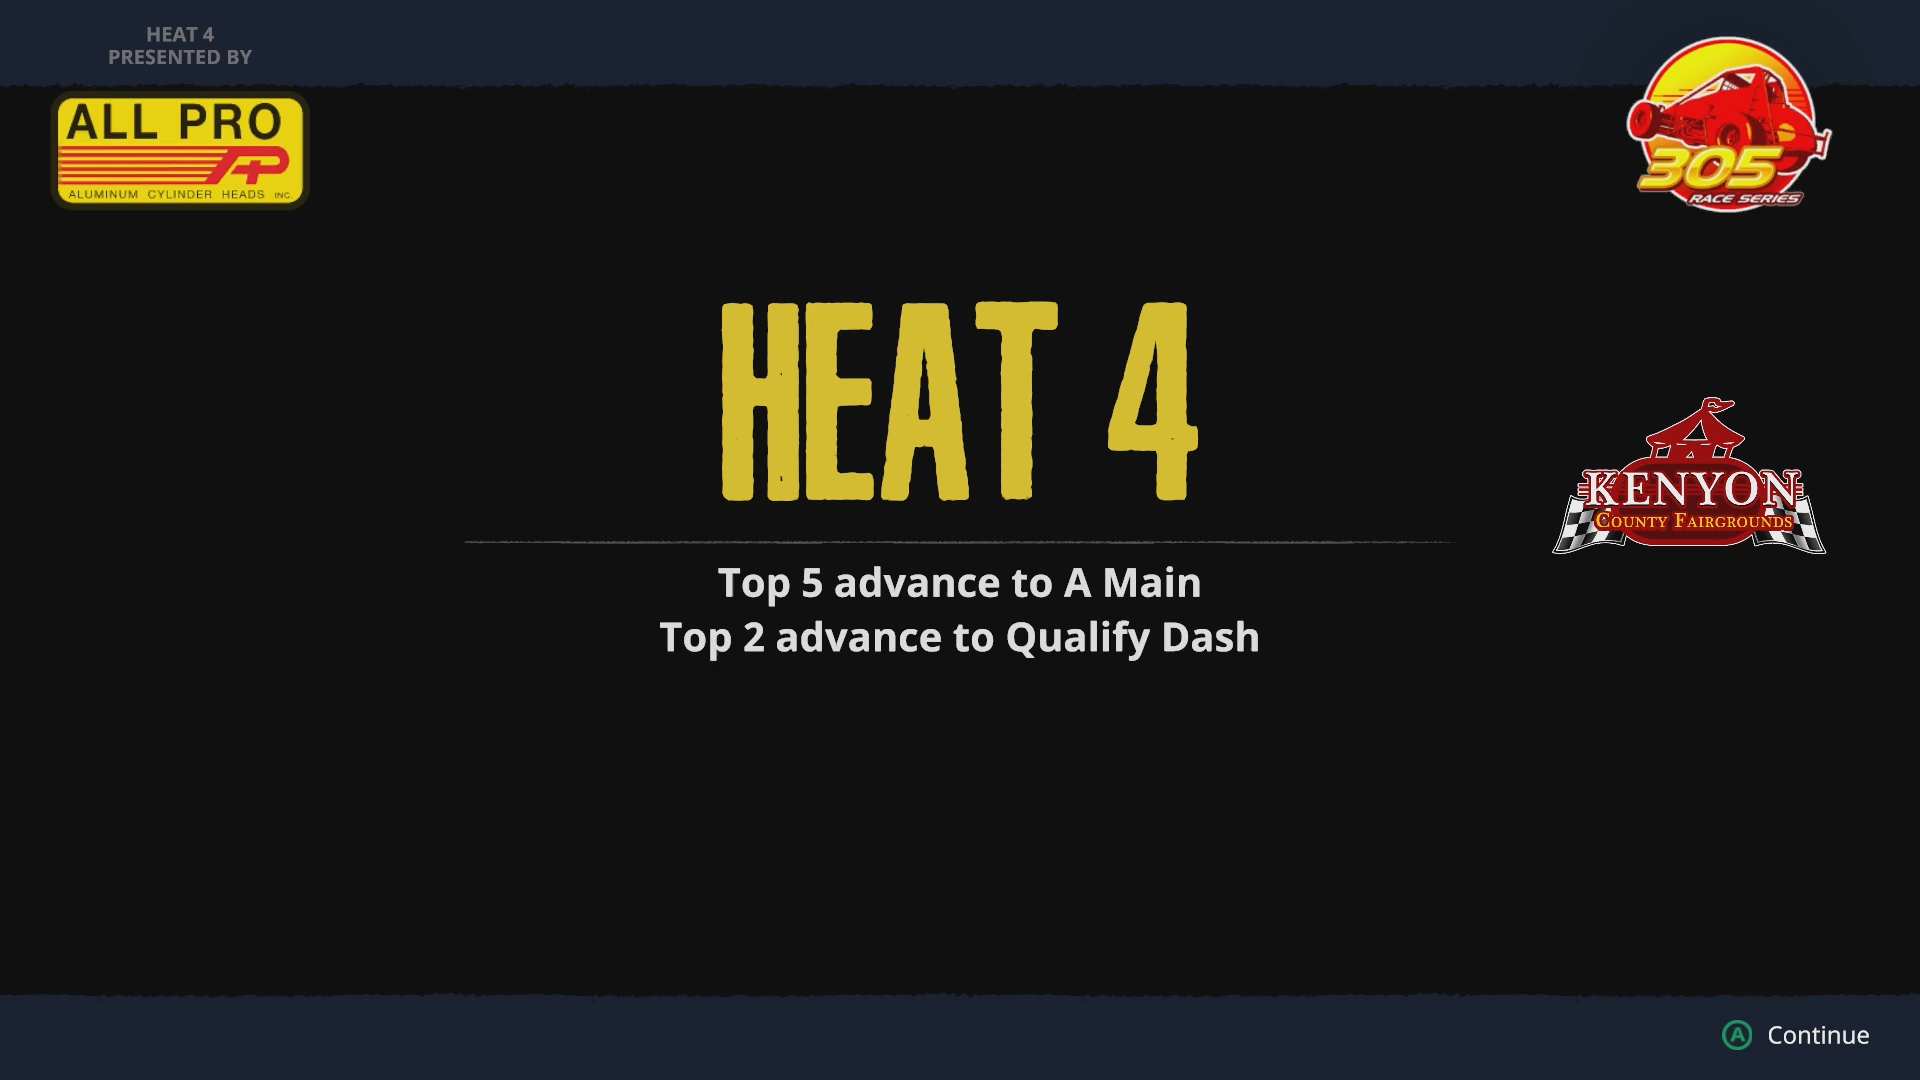 HEAT 4
PRESENTED BY
ALL PRO
AP
ALUMINUM CYLINDER HEADS INC.
305
RACE SERIES
HEAT 4
KENYON
COUNTY FAIRGROUNDS
Top 5 advance to A Main
Top 2 advance to Qualify Dash
A Continue